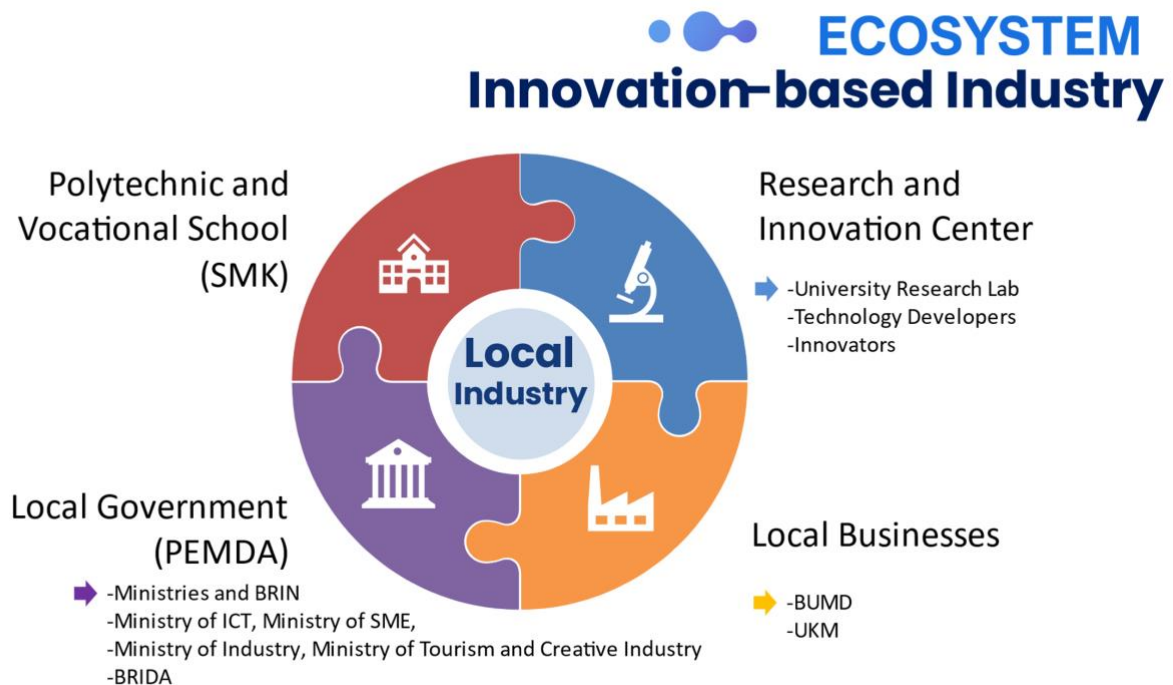 ECOSYSTEM
Innovation-based Industry
Polytechnic and
Vocational School
(SMK)
Research and
Innovation Center
-University Research Lab
-Technology Developers
-Innovators
Local
Industry
Local Government
(PEMDA)
-Ministries and BRIN
-Ministry of ICT, Ministry of SME,
-Ministry of Industry, Ministry of Tourism and Creative Industry
-BRIDA
Local Businesses
-BUMD
-UKM